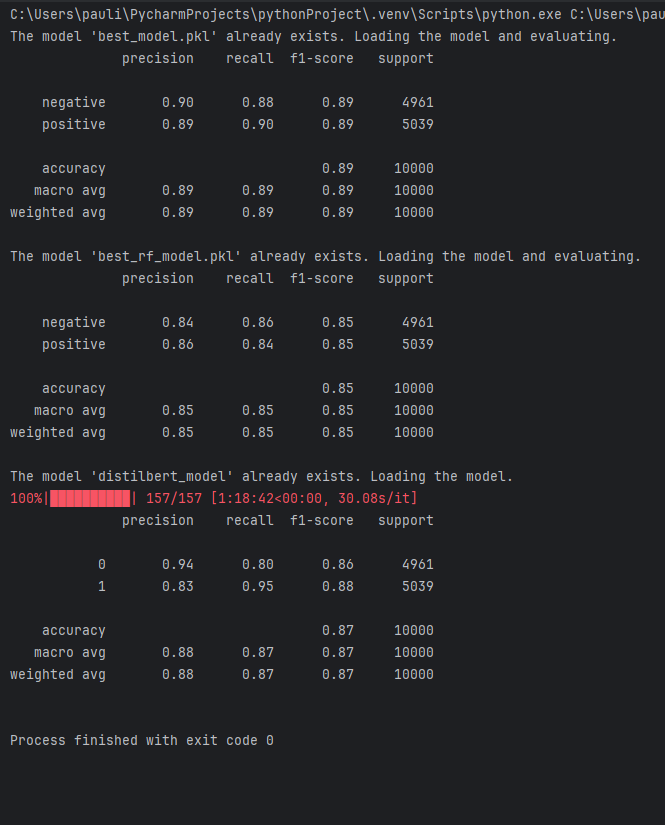 C:\Users\pauli\PycharmProjects\pythonProject\.venv\Scripts\python.exe C:\Users\pau
The model 'best_model.pkl' already exists. Loading the model and evaluating.
precision recall f1-score support
negative 0.90 0.88 0.89 4961
positive 0.89 0.90 0.89 5039
accuracy 0.89 10000
macro avg 0.89 0.89 0.89 10000
weighted avg 0.89 0.89 0.89 10000
The model 'best_rf_model.pkl' already exists. Loading the model and evaluating.
precision recall f1-score support
negative 0.84 0.86 0.85 4961
positive 0.86 0.84 0.85 5039
accuracy 0.85 10000
macro avg 0.85 0.85 0.85 10000
weighted avg 0.85 0.85 0.85 10000
The model 'distilbert_model' already exists. Loading the model.
100%|██████████| 157/157 [1:18:42<00:00, 30.08s/it]
precision recall f1-score support
0 0.94 0.80 0.86 4961
1 0.83 0.95 0.88 5039
accuracy 0.87 10000
macro avg 0.88 0.87 0.87 10000
weighted avg 0.88 0.87 0.87 10000
Process finished with exit code 0